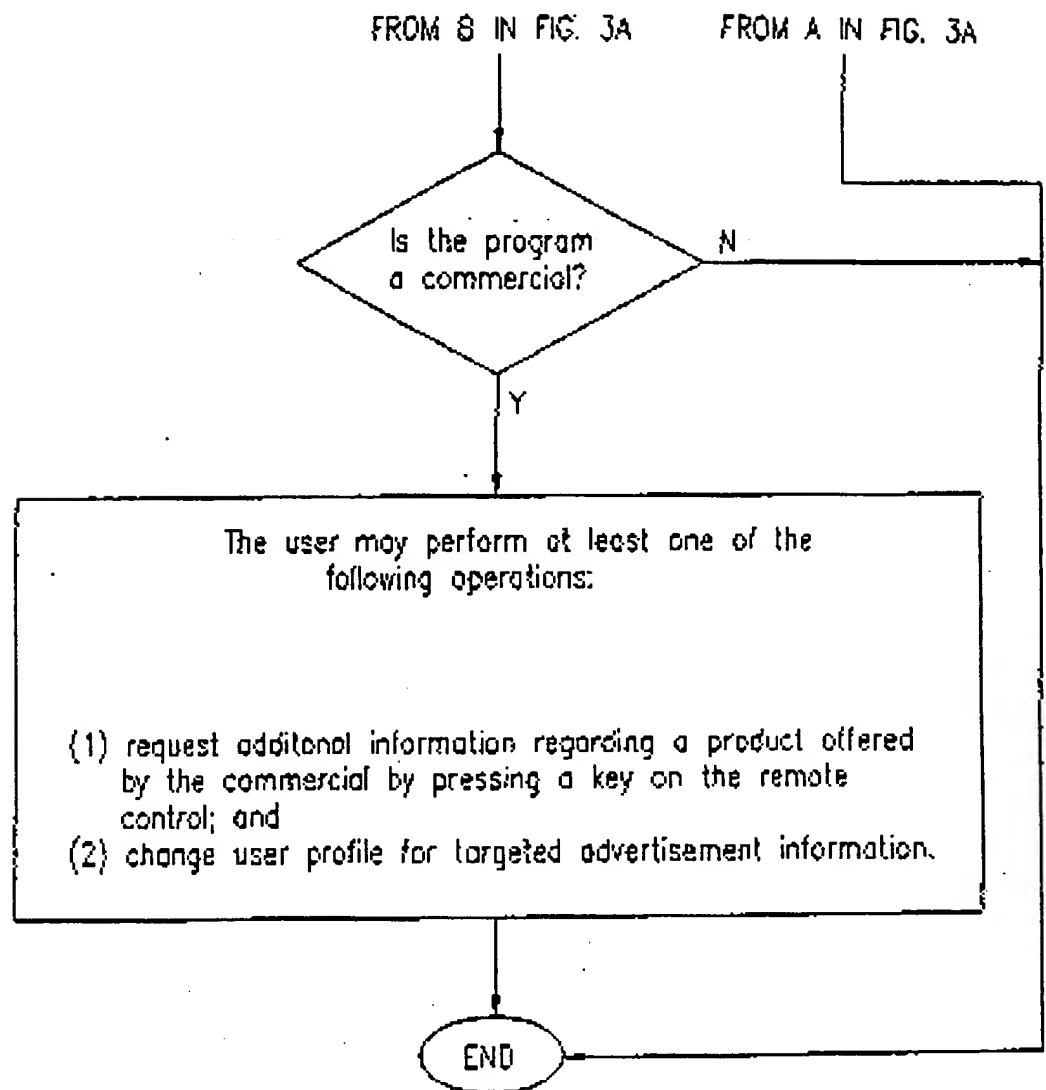 FROM B IN FIG. 3A
FROM A IN FIG. 3A
Is the program
a commercial?
N
Y
The user may perform at least one of the
following operations:
(1) request additonal information regarding a product offered
by the commercial by pressing a key on the remote
control; and
(2) change user profile for targeted advertisement information.
END